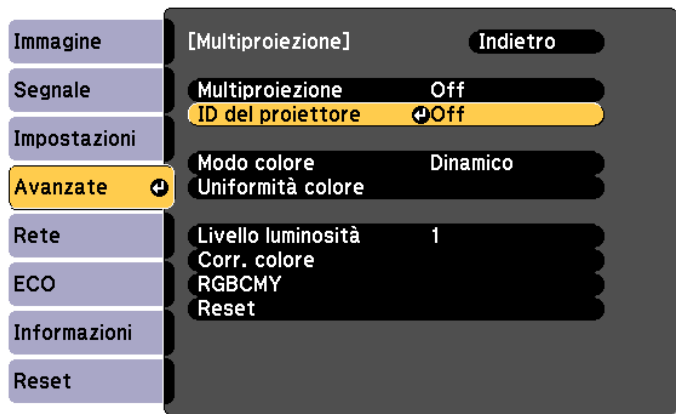 Immagine
Segnale
Impostazioni
Avanzate
Rete
ECO
Informazioni
Reset
[Multiproiezione] Indietro
Multiproiezione Off
ID del proiettore Off
Modo colore Dinamico
Uniformità colore
Livello luminosità 1
Corr. colore
RGBCMY
Reset